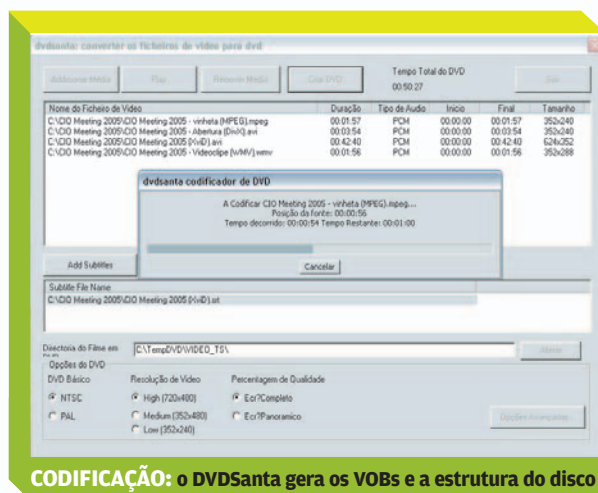 dvdsanta: converter os ficheiros de vídeo para dvd
Adicionar Média Play Remover Media Criar DVD Tempo Total do DVD Sair
00:50:27
Nome do Ficheiro de Video Duração Tipo de Audio Inicio Final Tamanho
C:\CIO Meeting 2005\CIO Meeting 2005 - vinheta (MPEG).mpeg 00:01:57 PCM 00:00:00 00:01:57 352x240
C:\CIO Meeting 2005\CIO Meeting 2005 - Abertura (DivX).avi 00:03:54 PCM 00:00:00 00:03:54 352x240
C:\CIO Meeting 2005\CIO Meeting 2005 (XviD).avi 00:42:40 PCM 00:00:00 00:42:40 624x352
C:\CIO Meeting 2005\CIO Meeting 2005 - Videoclipe (WMV).wmv 00:01:56 PCM 00:00:00 00:01:56 352x288
dvdsanta codificador de DVD
A Codificar CIO Meeting 2005 - vinheta (MPEG).mpeg...
Posição da fonte: 00:00:56
Tempo decorrido: 00:00:54 Tempo Restante: 00:01:00
Cancelar
Add Subtitles
Subtitle File Name
C:\CIO Meeting 2005\CIO Meeting 2005 (XviD).srt
Directoria do Filme em
C:\TempDVD\VIDEO_TS\
Opções do DVD
DVD Básico Resolução de Video Percentagem de Qualidade
NTSC High (720x480) Ecr?Completo
PAL Medium (352x480) Ecr?Panoramico
Low (352x240)
Opções Avançadas
CODIFICAÇÃO: o DVDSanta gera os VOBs e a estrutura do disco